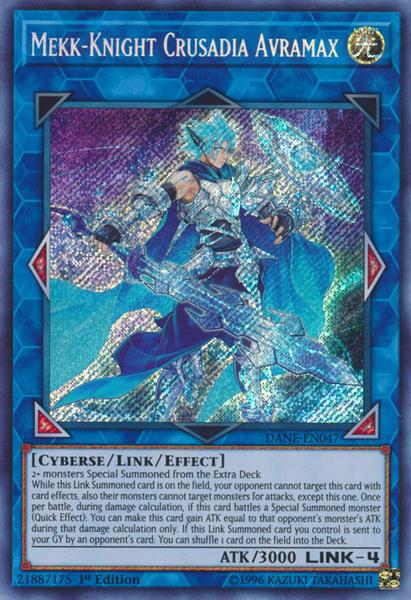 MEKK-KNIGHT CRUSADIA AVRAMAX
光
DANE-EN047
[CYBERSE/LINK/EFFECT]
2+ monsters Special Summoned from the Extra Deck
While this Link Summoned card is on the field, your opponent cannot target this card with
card effects, also their monsters cannot target monsters for attacks, except this one. Once
per battle, during damage calculation, if this card battles a Special Summoned monster
(Quick Effect): You can make this card gain ATK equal to that opponent's monster's ATK
during that damage calculation only. If this Link Summoned card you control is sent to
your GY by an opponent's card: You can shuffle 1 card on the field into the Deck.
ATK/3000 LINK-4
21887175 1st Edition ©1996 KAZUKI TAKAHASHI